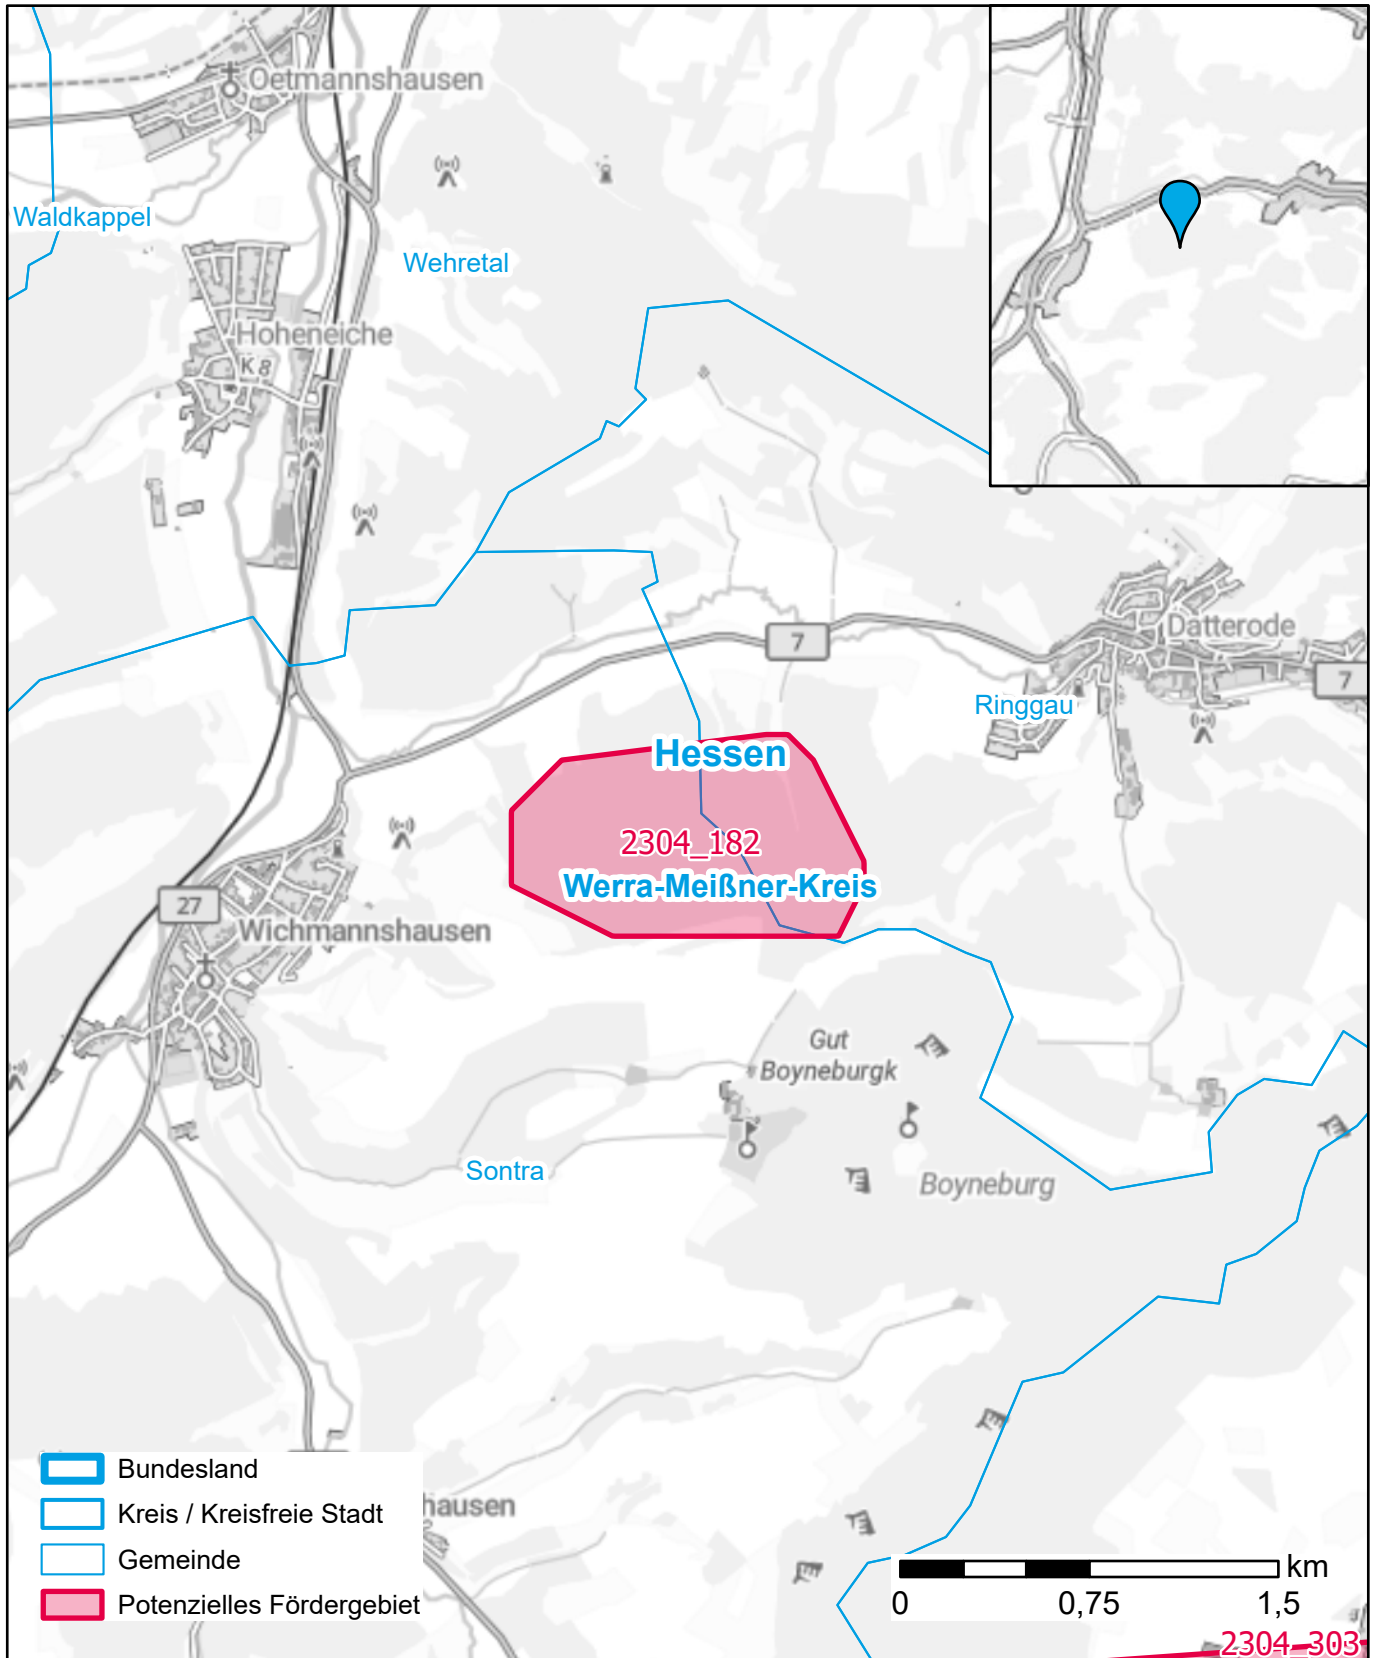 Oetmannshausen
Waldkappel
Wehretal
Hoheneiche
K 8
7
Datterode
7
Ringgau
Hessen
2304_182
Werra-Meißner-Kreis
27
Wichmannshausen
Gut
Boyneburgk
Sontra
Boyneburg
Bundesland
Kreis / Kreisfreie Stadt
hausen
Gemeinde
Potenzielles Fördergebiet
km
0 0,75 1,5
2304_303